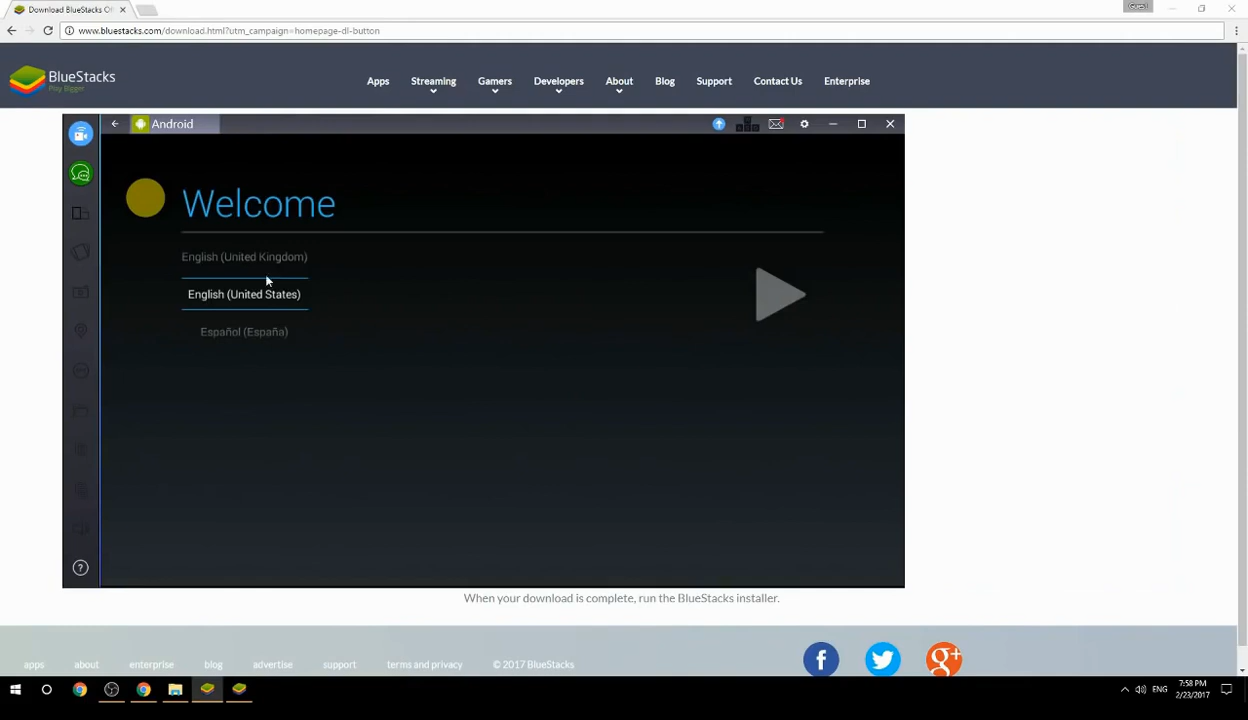 Download BlueStacks Of
Guest
www.bluestacks.com/download.html?utm_campaign=homepage-dl-button
BlueStacks
Play Bigger
Apps
Streaming
Gamers
Developers
About
Blog
Support
Contact Us
Enterprise
Android
Welcome
English (United Kingdom)
English (United States)
Español (España)
When your download is complete, run the BlueStacks installer.
apps
about
enterprise
blog
advertise
support
terms and privacy
© 2017 BlueStacks
ENG
7:58 PM
2/23/2017